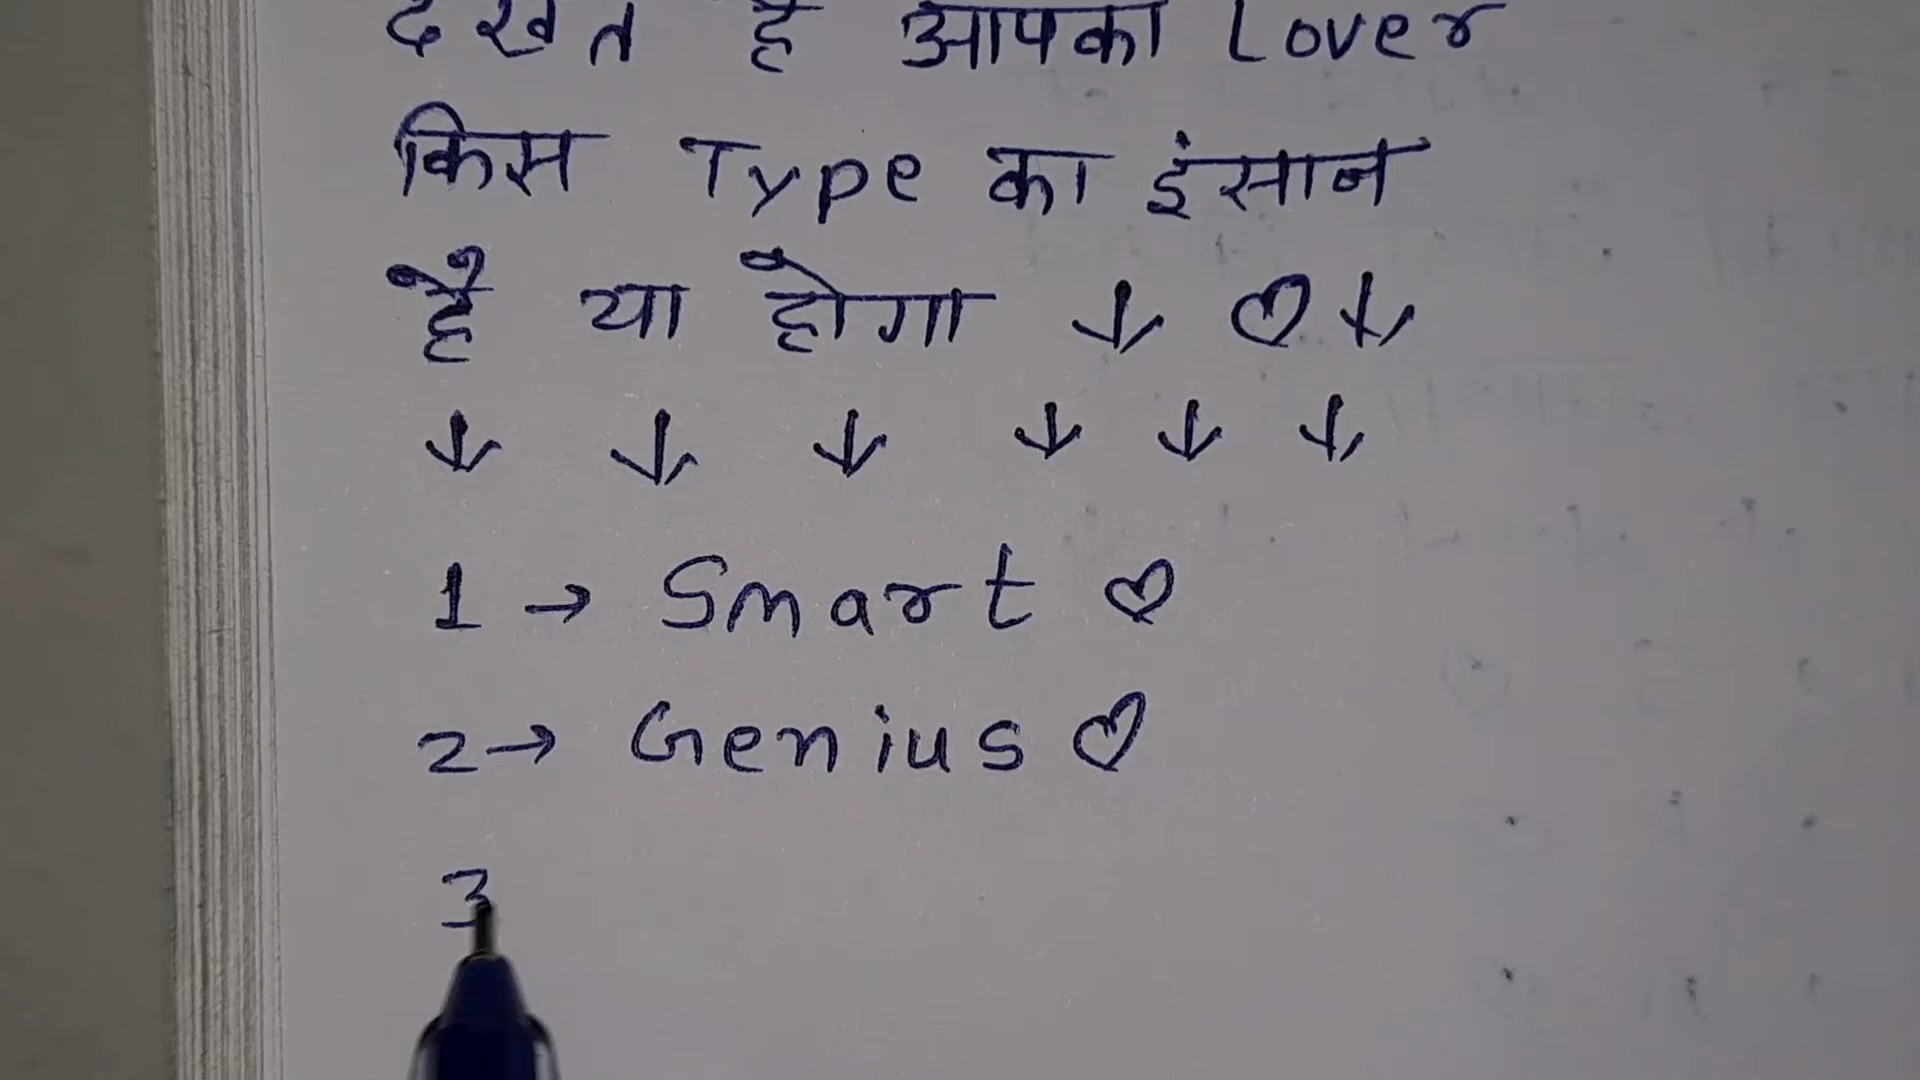 देखते है आपका Lover
किस Type का इंसान
है या होगा ↓ ♡ ↓
↓ ↓ ↓ ↓ ↓ ↓
1 → Smart ♡
2 → Genius ♡
3